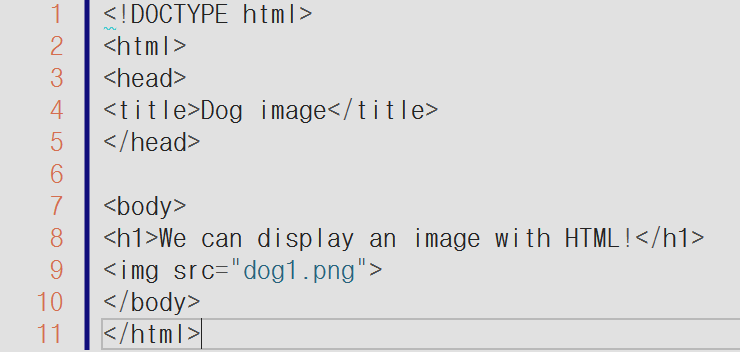 1 <!DOCTYPE html>
2 <html>
3 <head>
4 <title>Dog image</title>
5 </head>
6
7 <body>
8 <h1>We can display an image with HTML!</h1>
9 <img src="dog1.png">
10 </body>
11 </html>